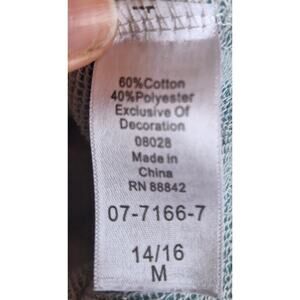 60%Cotton
40%Polyester
Exclusive Of
Decoration
08028
Made in
China
RN 88842
07-7166-7
14/16
M